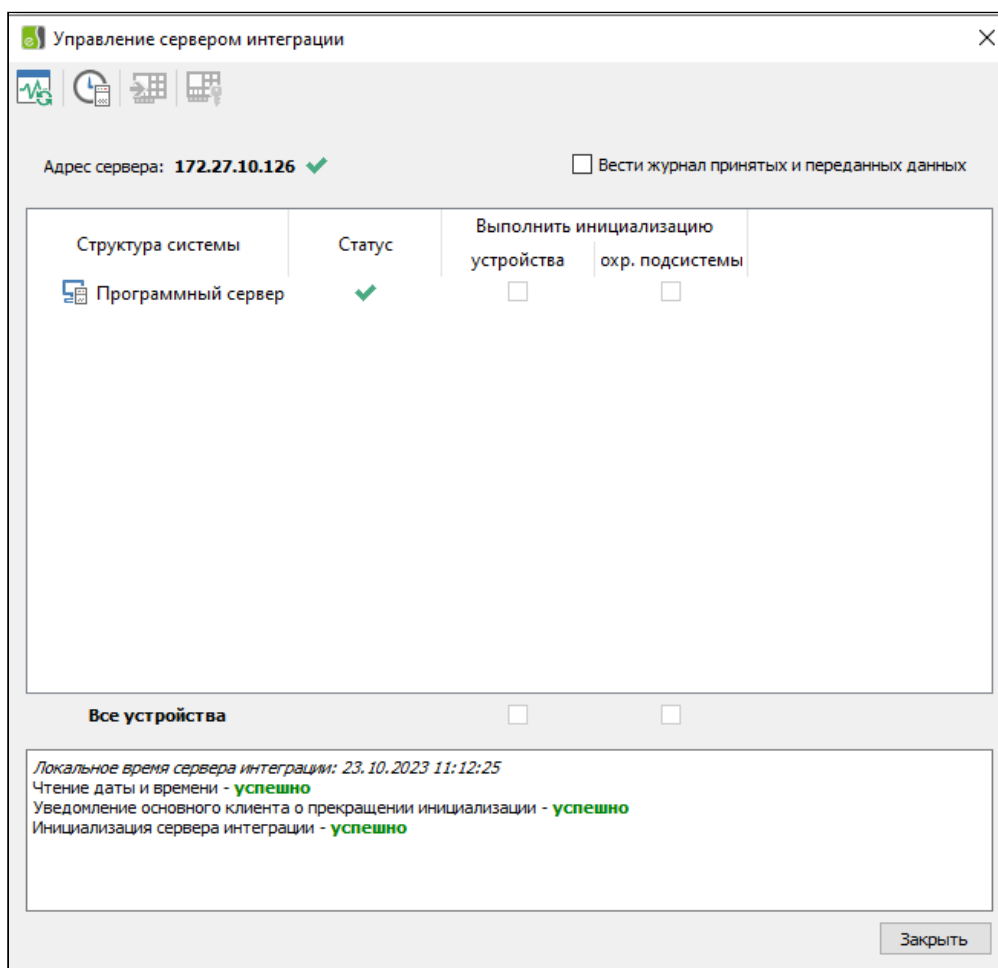 Управление сервером интеграции
Адрес сервера: 172.27.10.126
Вести журнал принятых и переданных данных
Структура системы
Статус
Выполнить инициализацию
устройства
охр. подсистемы
Программный сервер
Все устройства
Локальное время сервера интеграции: 23.10.2023 11:12:25
Чтение даты и времени - успешно
Уведомление основного клиента о прекращении инициализации - успешно
Инициализация сервера интеграции - успешно
Закрыть